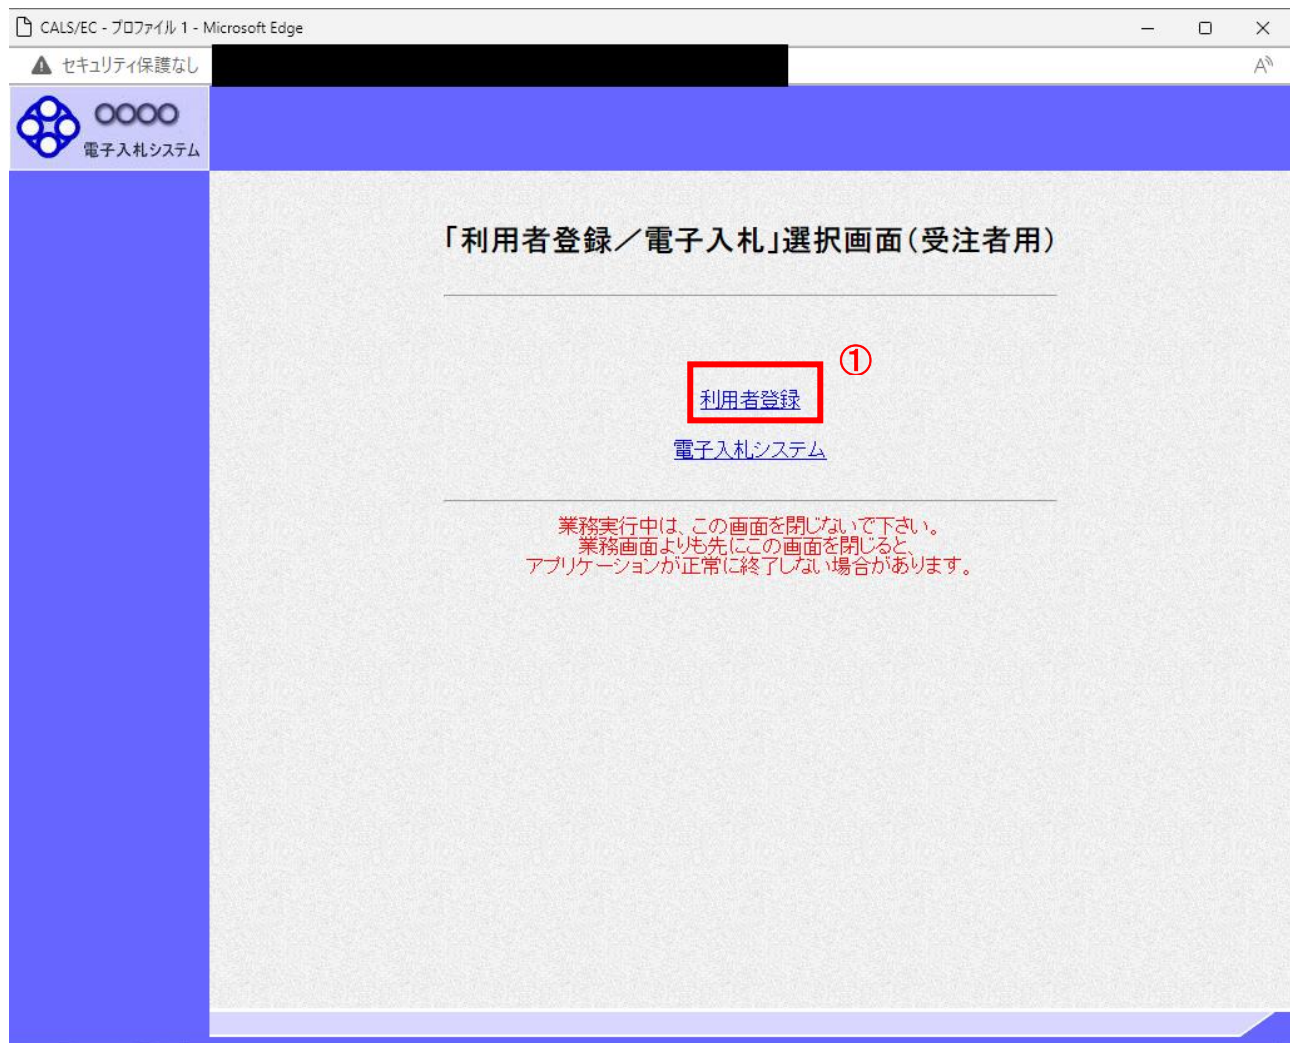 CALS/EC - プロファイル 1 - Microsoft Edge
セキュリティ保護なし
A
○○○○
電子入札システム
「利用者登録／電子入札」選択画面（受注者用）
①
利用者登録
電子入札システム
業務実行中は、この画面を閉じないで下さい。
業務画面よりも先にこの画面を閉じると、
アプリケーションが正常に終了しない場合があります。